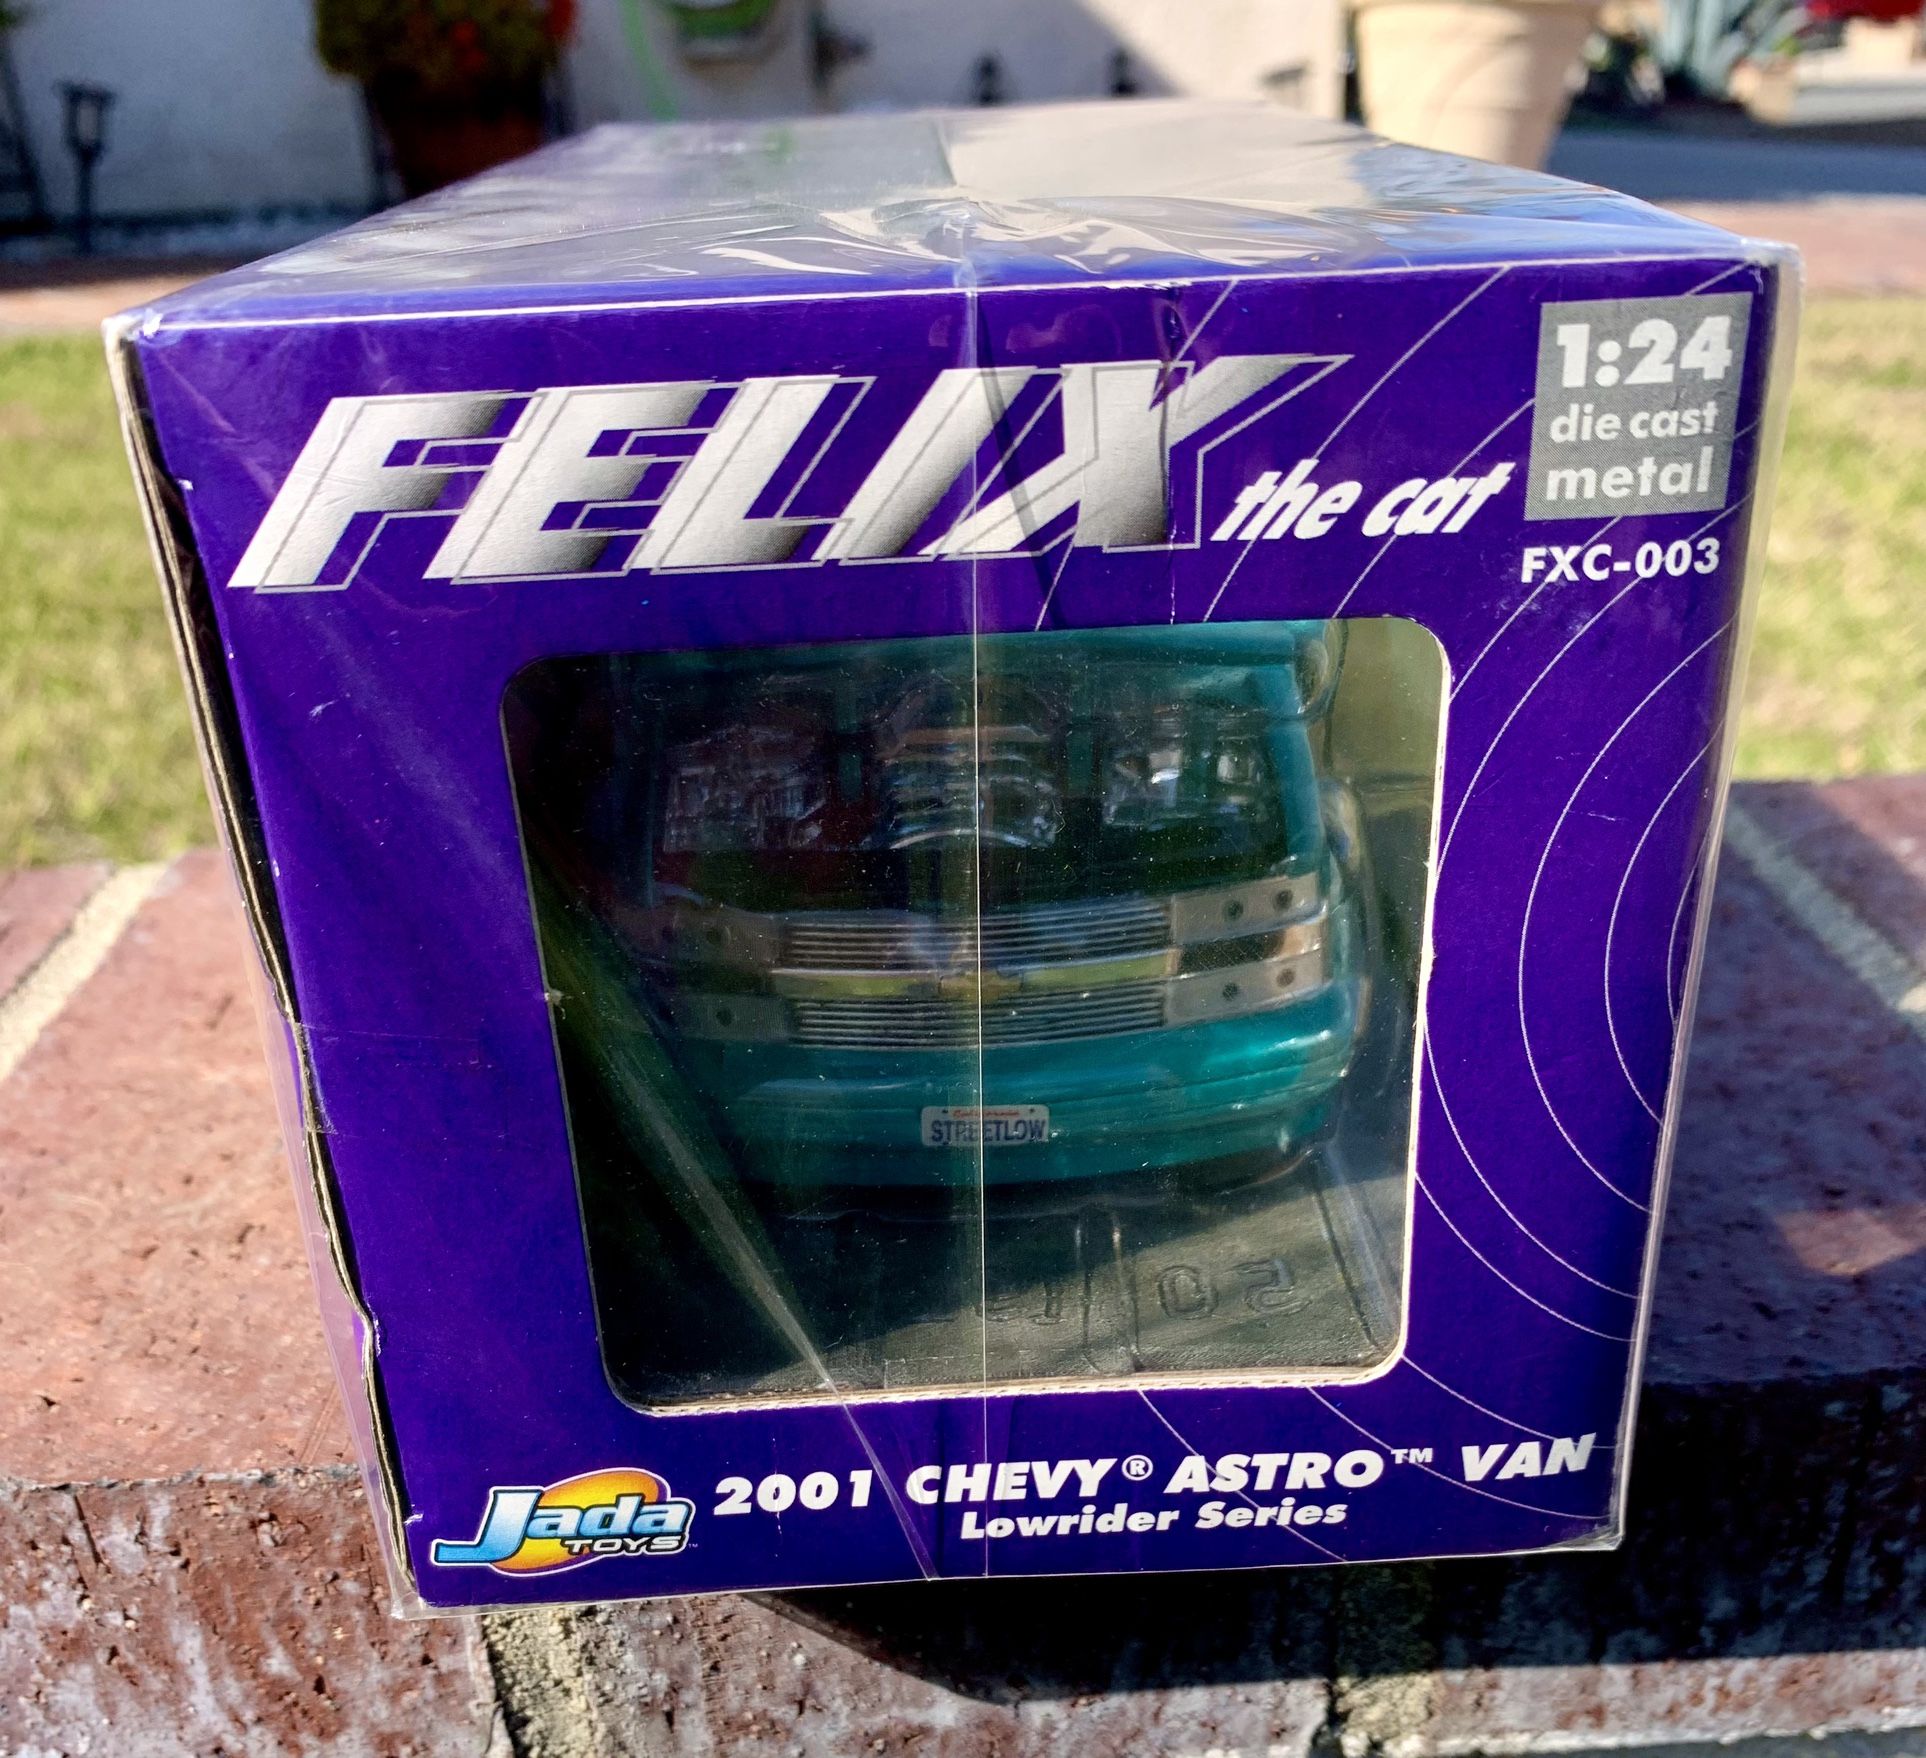 FELIX the cat
1:24
die cast
metal
FXC-003
California
STREETLOW
Jada
TOYS
2001 CHEVY® ASTRO™ VAN
Lowrider Series